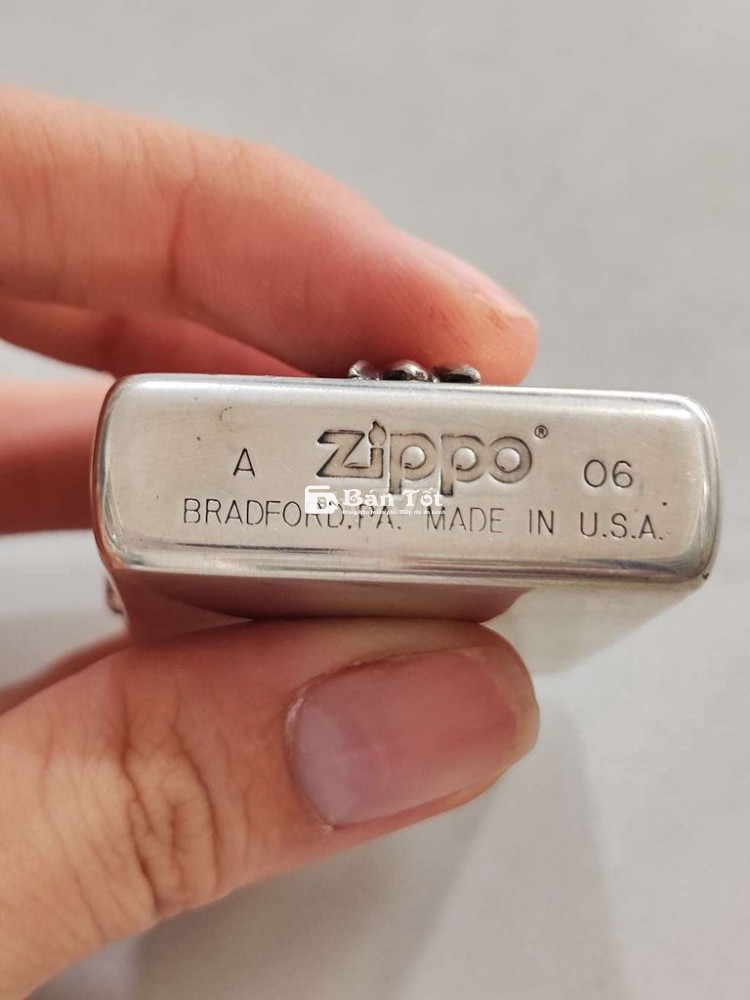 zippo®
A 06
BRADFORD, PA. MADE IN U.S.A.
Bán Tốt